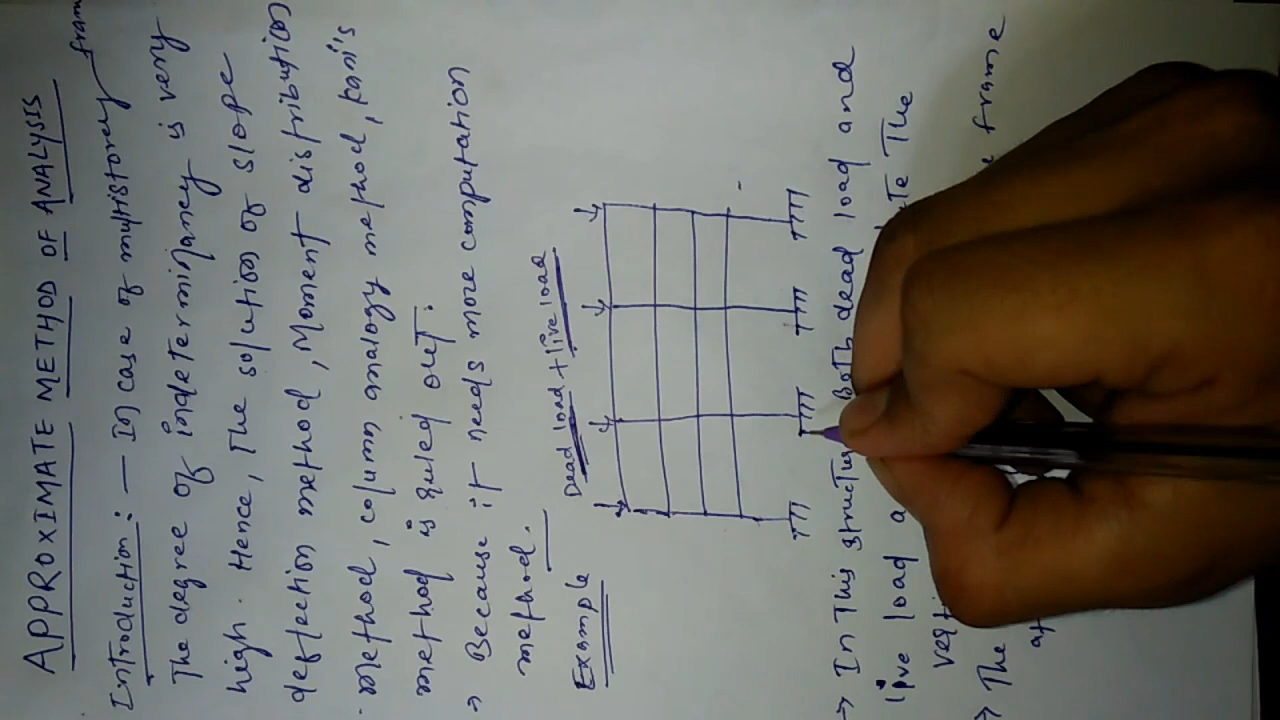 APPROXIMATE METHOD OF ANALYSIS
Introduction:- In case of multistorey fram
The degree of indeterminancy is very
high. Hence, The solution of slope
deflection method, Moment distribution
method, column analogy method, kani's
method is ruled out.
→ Because it needs more computation
method.
Example
Dead load + live load
→ In This structure Both dead load and
live load a The
→ The frame